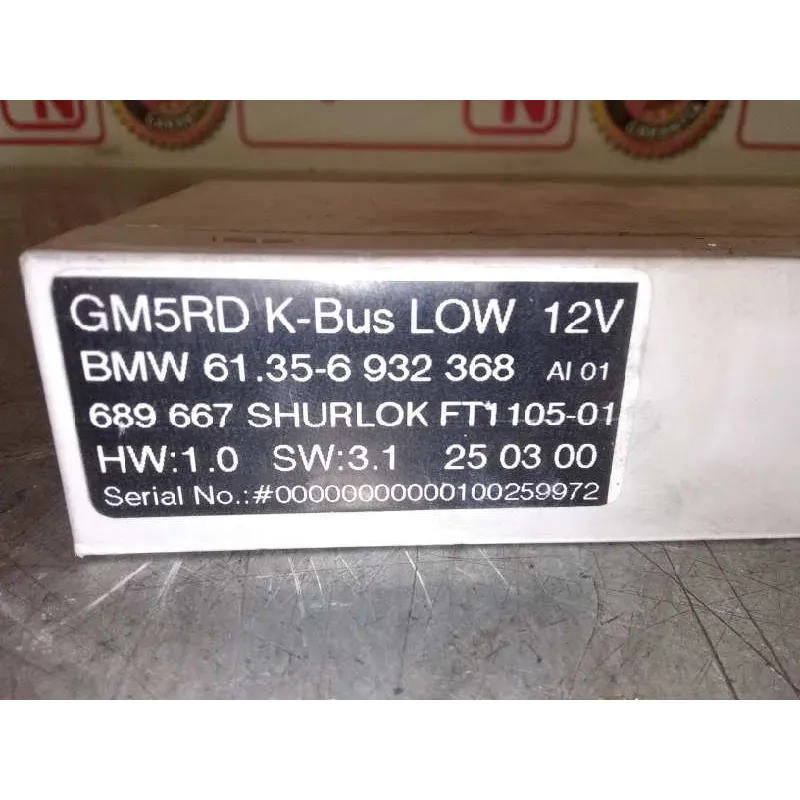 GM5RD K-Bus LOW 12V
BMW 61.35-6 932 368 AI 01
689 667 SHURLOK FT1105-01
HW:1.0 SW:3.1 25 03 00
Serial No.:#00000000000100259972